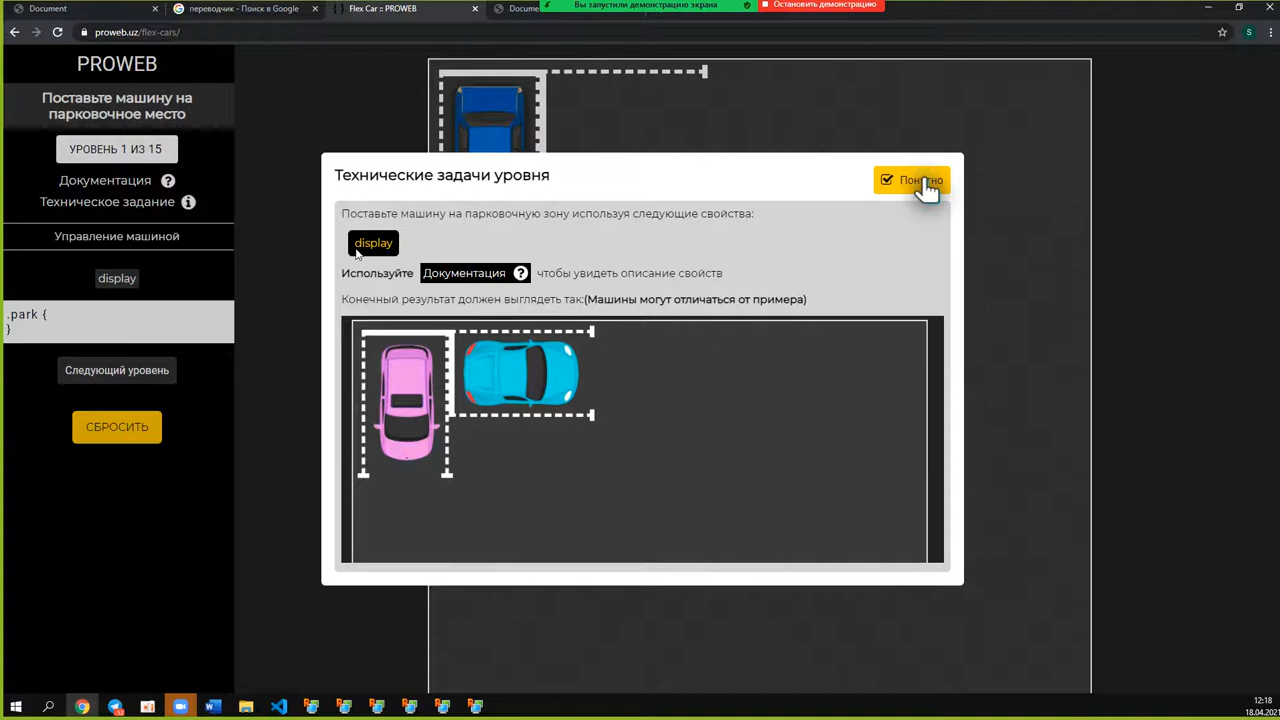 Document
переводчик - Поиск в Google
Flex Car :: PROWEB
Docume
Вы запустили демонстрацию экрана
Остановить демонстрацию
proweb.uz/flex-cars/
S
PROWEB
Поставьте машину на
парковочное место
УРОВЕНЬ 1 ИЗ 15
Документация ?
Техническое задание i
Управление машиной
display
.park {
}
Следующий уровень
СБРОСИТЬ
Технические задачи уровня
Понятно
Поставьте машину на парковочную зону используя следующие свойства:
display
Используйте Документация ? чтобы увидеть описание свойств
Конечный результат должен выглядеть так:(Машины могут отличаться от примера)
12:18
18.04.2021